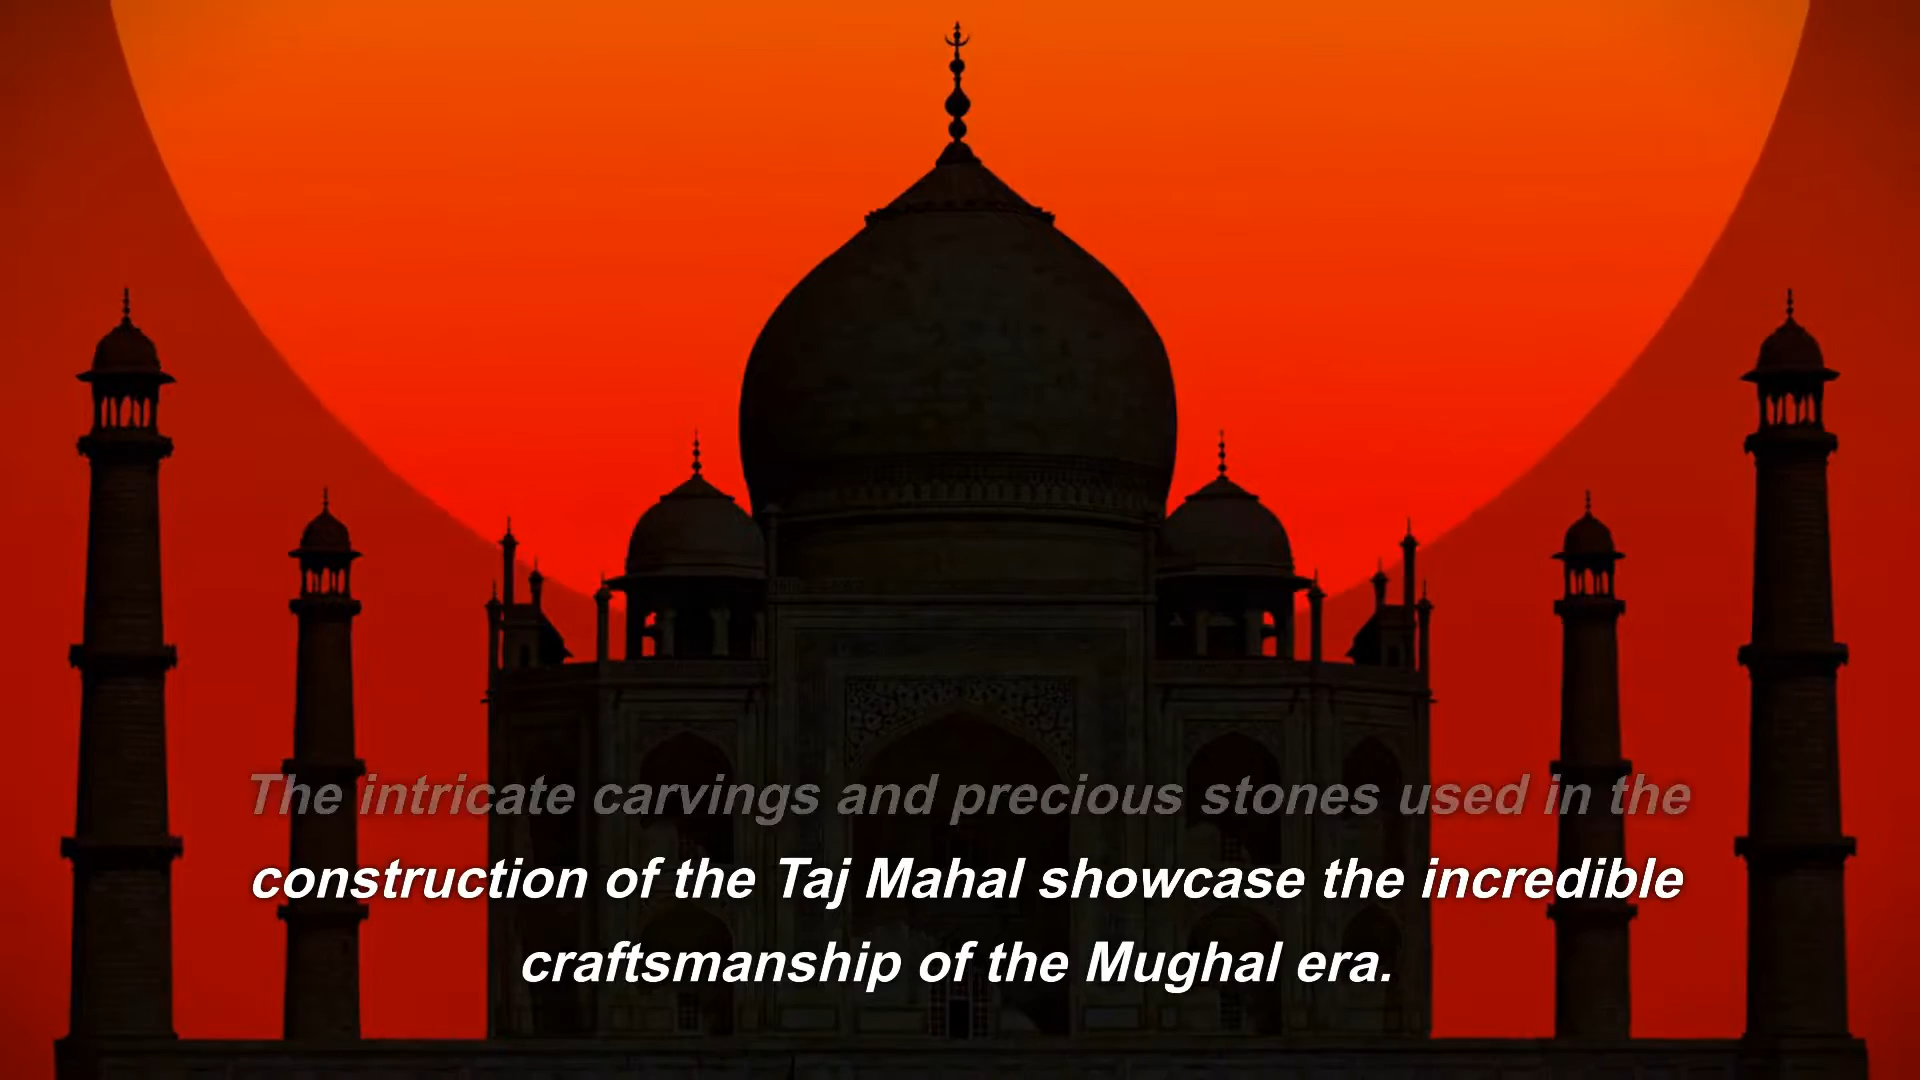 The intricate carvings and precious stones used in the
construction of the Taj Mahal showcase the incredible
craftsmanship of the Mughal era.